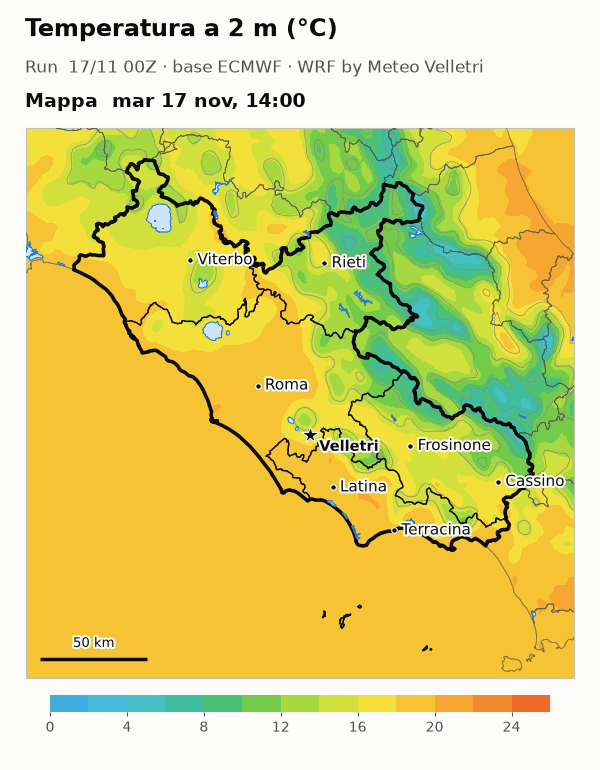 Temperatura a 2 m (°C)
Run  17/11 00Z · base ECMWF · WRF by Meteo Velletri
Mappa  mar 17 nov, 14:00
Viterbo
Rieti
Roma
Velletri
Frosinone
Cassino
Latina
Terracina
50 km
0 4 8 12 16 20 24